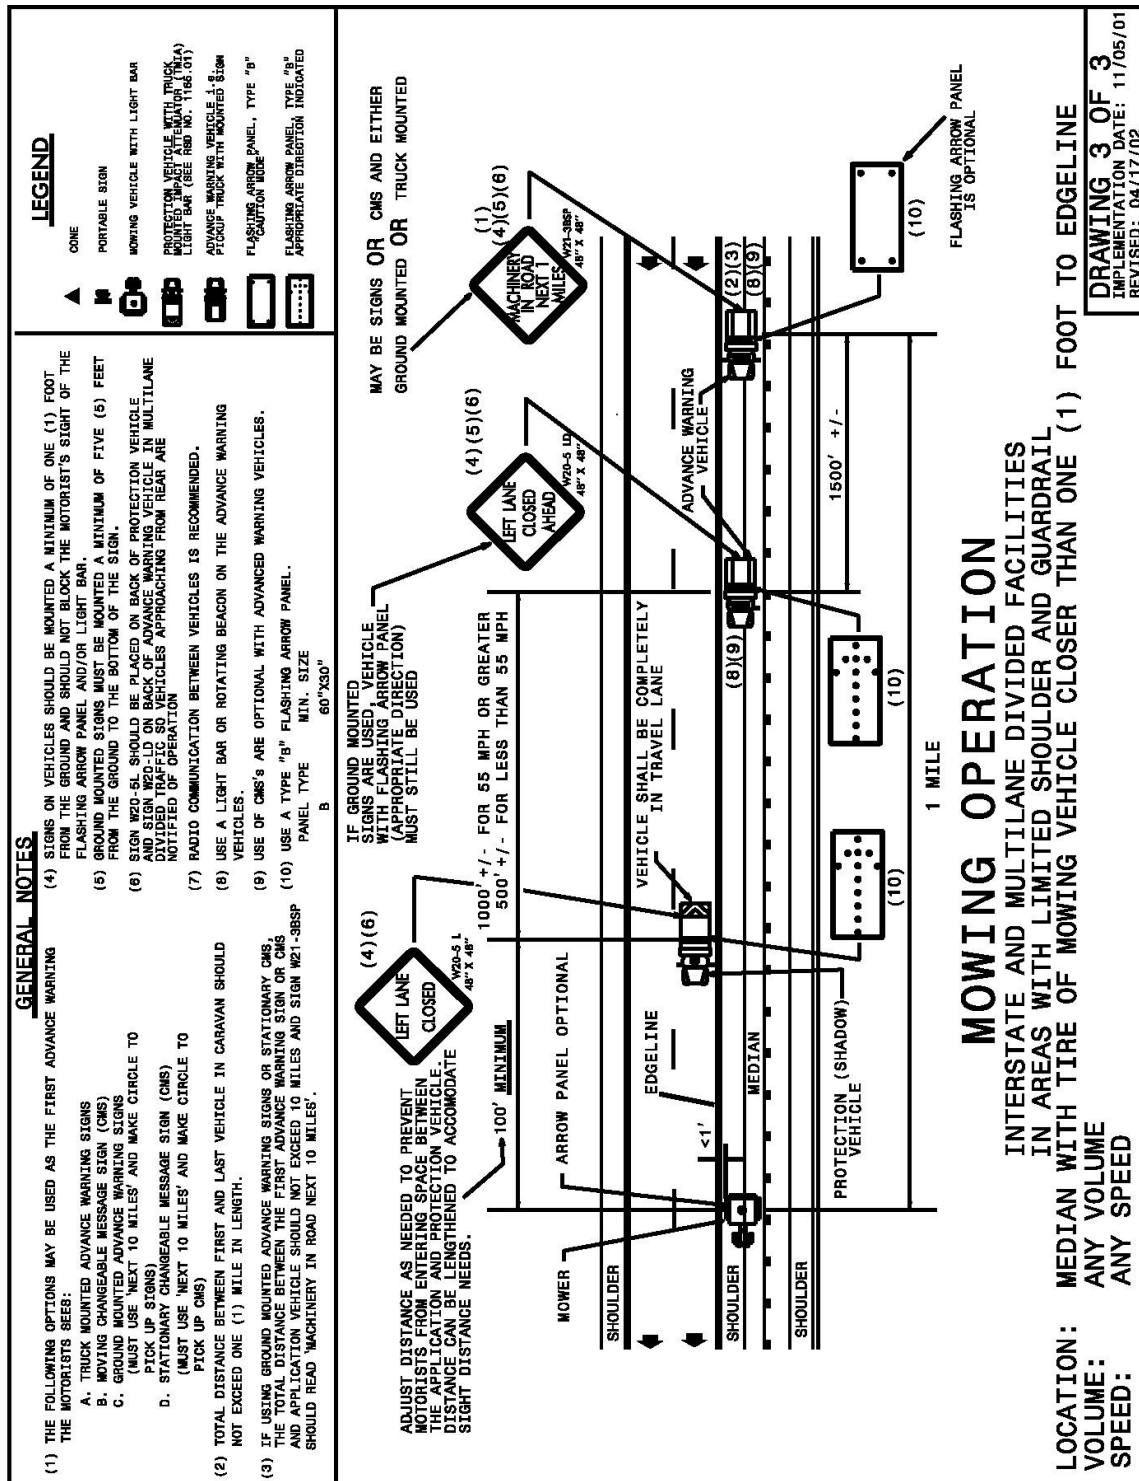 GENERAL NOTES
(1) THE FOLLOWING OPTIONS MAY BE USED AS THE FIRST ADVANCE WARNING
THE MOTORISTS SEES:
A. TRUCK MOUNTED ADVANCE WARNING SIGNS
B. MOVING CHANGEABLE MESSAGE SIGN (CMS)
C. GROUND MOUNTED ADVANCE WARNING SIGNS
(MUST USE 'NEXT 10 MILES' AND MAKE CIRCLE TO
PICK UP SIGNS)
D. STATIONARY CHANGEABLE MESSAGE SIGN (CMS)
(MUST USE 'NEXT 10 MILES' AND MAKE CIRCLE TO
PICK UP CMS)
(2) TOTAL DISTANCE BETWEEN FIRST AND LAST VEHICLE IN CARAVAN SHOULD
NOT EXCEED ONE (1) MILE IN LENGTH.
(3) IF USING GROUND MOUNTED ADVANCE WARNING SIGNS OR STATIONARY CMS,
THE TOTAL DISTANCE BETWEEN THE FIRST ADVANCE WARNING SIGN OR CMS
AND APPLICATION VEHICLE SHOULD NOT EXCEED 10 MILES AND SIGN W21-3BSP
SHOULD READ 'MACHINERY IN ROAD NEXT 10 MILES'.
(4) SIGNS ON VEHICLES SHOULD BE MOUNTED A MINIMUM OF ONE (1) FOOT
FROM THE GROUND AND SHOULD NOT BLOCK THE MOTORIST'S SIGHT OF THE
FLASHING ARROW PANEL AND/OR LIGHT BAR.
(5) GROUND MOUNTED SIGNS MUST BE MOUNTED A MINIMUM OF FIVE (5) FEET
FROM THE GROUND TO THE BOTTOM OF THE SIGN.
(6) SIGN W20-5L SHOULD BE PLACED ON BACK OF PROTECTION VEHICLE
AND SIGN W20-LD ON BACK OF ADVANCE WARNING VEHICLE IN MULTILANE
DIVIDED TRAFFIC SO VEHICLES APPROACHING FROM REAR ARE
NOTIFIED OF OPERATION
(7) RADIO COMMUNICATION BETWEEN VEHICLES IS RECOMMENDED.
(8) USE A LIGHT BAR OR ROTATING BEACON ON THE ADVANCE WARNING
VEHICLES.
(9) USE OF CMS's ARE OPTIONAL WITH ADVANCED WARNING VEHICLES.
(10) USE A TYPE "B" FLASHING ARROW PANEL.
PANEL TYPE MIN. SIZE
B 60"X30"
LEGEND
CONE
PORTABLE SIGN
MOWING VEHICLE WITH LIGHT BAR
PROTECTION VEHICLE WITH TRUCK
MOUNTED IMPACT ATTENUATOR (TMIA)
LIGHT BAR (SEE RSD NO. 1165.01)
ADVANCE WARNING VEHICLE i.e.
PICKUP TRUCK WITH MOUNTED SIGN
FLASHING ARROW PANEL, TYPE "B"
"CAUTION MODE"
FLASHING ARROW PANEL, TYPE "B"
APPROPRIATE DIRECTION INDICATED
ADJUST DISTANCE AS NEEDED TO PREVENT
MOTORISTS FROM ENTERING SPACE BETWEEN
THE APPLICATION AND PROTECTION VEHICLE.
DISTANCE CAN BE LENGTHENED TO ACCOMODATE
SIGHT DISTANCE NEEDS.
LEFT LANE
CLOSED
(4)(6)
W20-5 L
48" X 48"
IF GROUND MOUNTED
SIGNS ARE USED, VEHICLE
WITH FLASHING ARROW PANEL
(APPROPRIATE DIRECTION)
MUST STILL BE USED
LEFT LANE
CLOSED
AHEAD
(4)(5)(6)
W20-5 LD
48" X 48"
MAY BE SIGNS OR CMS AND EITHER
GROUND MOUNTED OR TRUCK MOUNTED
MACHINERY
IN ROAD
NEXT 1
MILES
(1)
(4)(5)(6)
W21-3BSP
48" X 48"
100' MINIMUM
1000' +/- FOR 55 MPH OR GREATER
500' +/- FOR LESS THAN 55 MPH
MOWER
ARROW PANEL OPTIONAL
VEHICLE SHALL BE COMPLETELY
IN TRAVEL LANE
ADVANCE WARNING
VEHICLE
SHOULDER
EDGELINE
<1'
SHOULDER
MEDIAN
(8)(9)
(2)(3)
(8)(9)
SHOULDER
PROTECTION (SHADOW)
VEHICLE
(10)
(10)
1500' +/-
(10)
FLASHING ARROW PANEL
IS OPTIONAL
1 MILE
MOWING OPERATION
INTERSTATE AND MULTILANE DIVIDED FACILITIES
IN AREAS WITH LIMITED SHOULDER AND GUARDRAIL
LOCATION: MEDIAN WITH TIRE OF MOWING VEHICLE CLOSER THAN ONE (1) FOOT TO EDGELINE
VOLUME: ANY VOLUME
SPEED: ANY SPEED
DRAWING 3 OF 3
IMPLEMENTATION DATE: 11/05/01
REVISED: 04/17/02